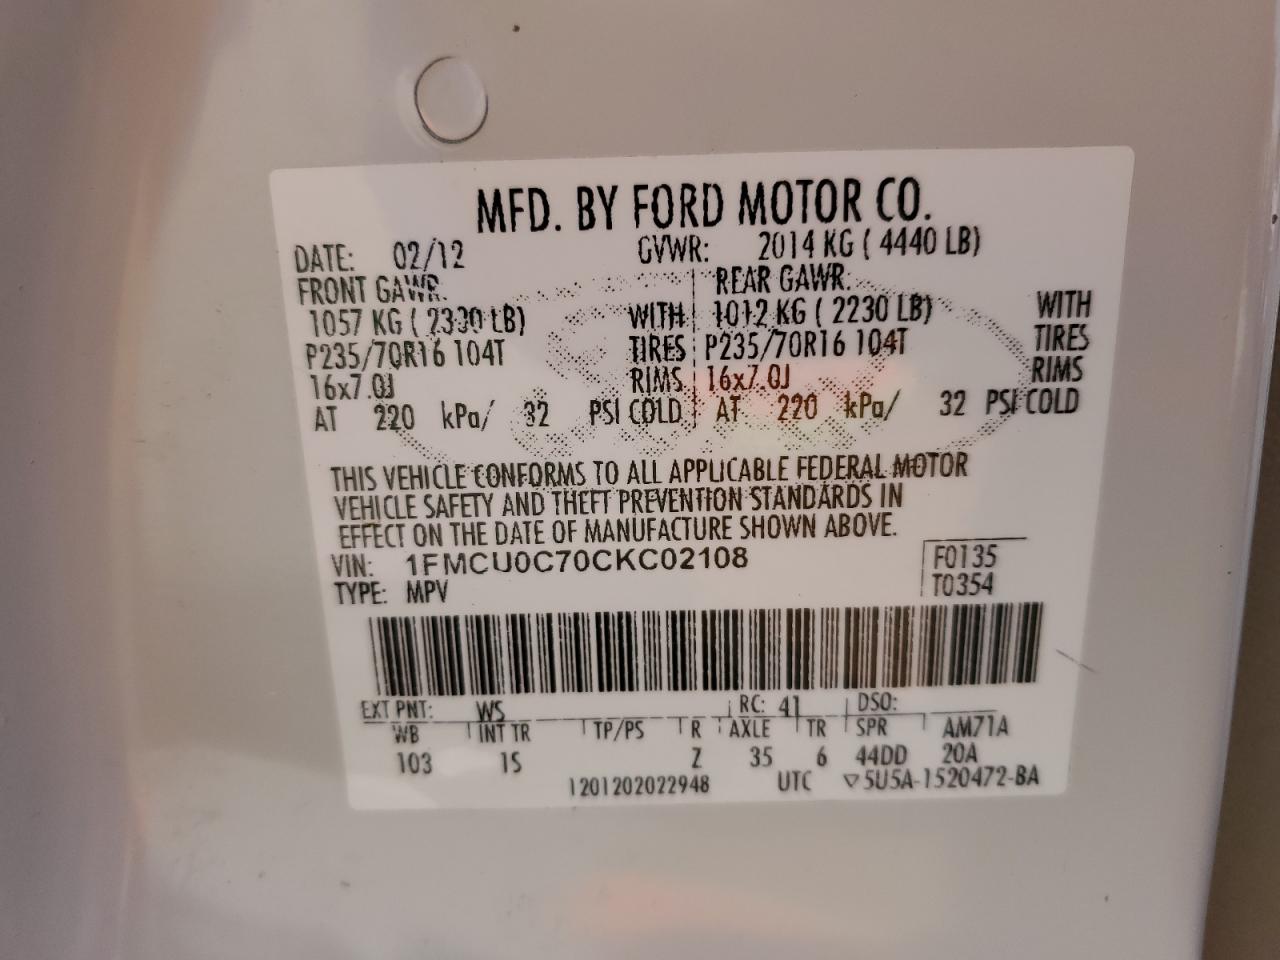 MFD. BY FORD MOTOR CO.
DATE: 02/12 GVWR: 2014 KG ( 4440 LB)
FRONT GAWR: REAR GAWR:
1057 KG ( 2330 LB) WITH 1012 KG ( 2230 LB) WITH
P235/70R16 104T TIRES P235/70R16 104T TIRES
16x7.0J RIMS 16x7.0J RIMS
AT 220 kPa/ 32 PSI COLD AT 220 kPa/ 32 PSI COLD
THIS VEHICLE CONFORMS TO ALL APPLICABLE FEDERAL MOTOR
VEHICLE SAFETY AND THEFT PREVENTION STANDARDS IN
EFFECT ON THE DATE OF MANUFACTURE SHOWN ABOVE.
VIN: 1FMCU0C70CKC02108 F0135
TYPE: MPV T0354
EXT PNT: WS RC: 41 DSO:
WB INT TR TP/PS R AXLE TR SPR AM71A
103 1S Z 35 6 44DD 20A
1201202022948 UTC ▽5U5A-1520472-BA